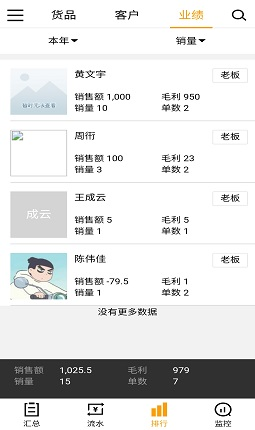 货品 客户 业绩
本年 销量
黄文宇 老板
销售额 1,000 毛利 950
销量 10 单数 2
周衍 老板
销售额 100 毛利 23
销量 3 单数 2
成云
王成云 老板
销售额 5 毛利 5
销量 1 单数 1
陈伟佳 老板
销售额 -79.5 毛利 1
销量 1 单数 2
没有更多数据
销售额 1,025.5 毛利 979
销量 15 单数 7
汇总 流水 排行 监控